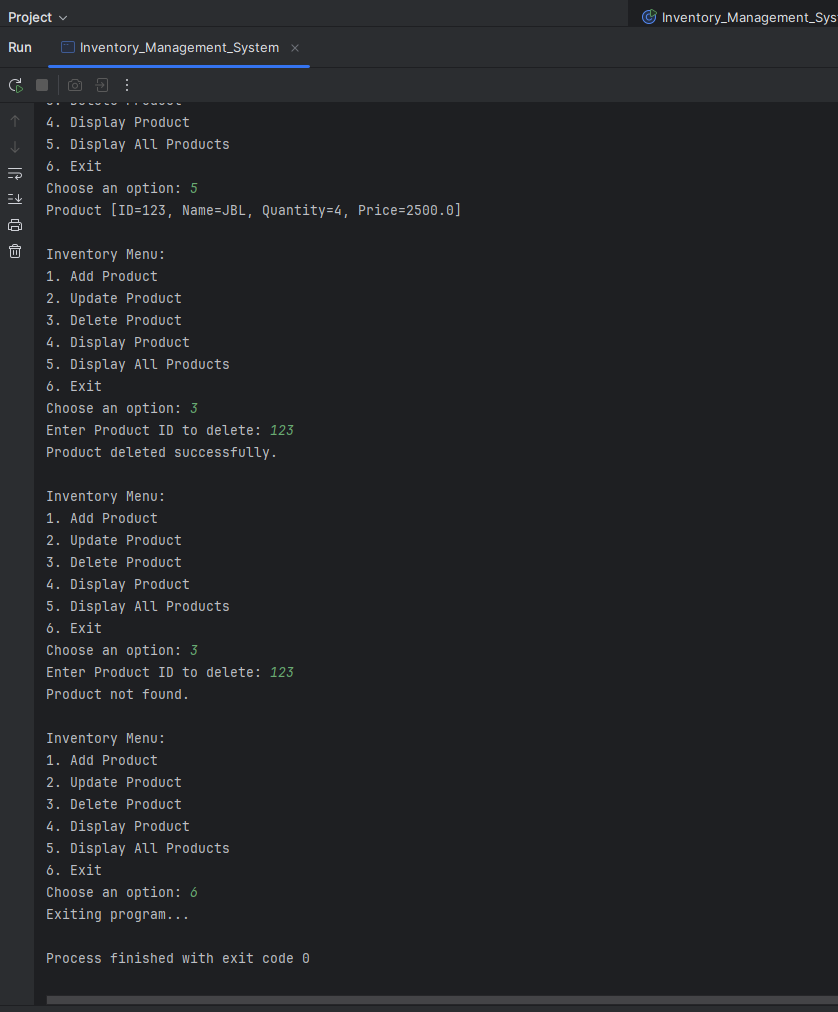 Project
Inventory_Management_Sys
Run
Inventory_Management_System
3. Delete Product
4. Display Product
5. Display All Products
6. Exit
Choose an option: 5
Product [ID=123, Name=JBL, Quantity=4, Price=2500.0]
Inventory Menu:
1. Add Product
2. Update Product
3. Delete Product
4. Display Product
5. Display All Products
6. Exit
Choose an option: 3
Enter Product ID to delete: 123
Product deleted successfully.
Inventory Menu:
1. Add Product
2. Update Product
3. Delete Product
4. Display Product
5. Display All Products
6. Exit
Choose an option: 3
Enter Product ID to delete: 123
Product not found.
Inventory Menu:
1. Add Product
2. Update Product
3. Delete Product
4. Display Product
5. Display All Products
6. Exit
Choose an option: 6
Exiting program...
Process finished with exit code 0